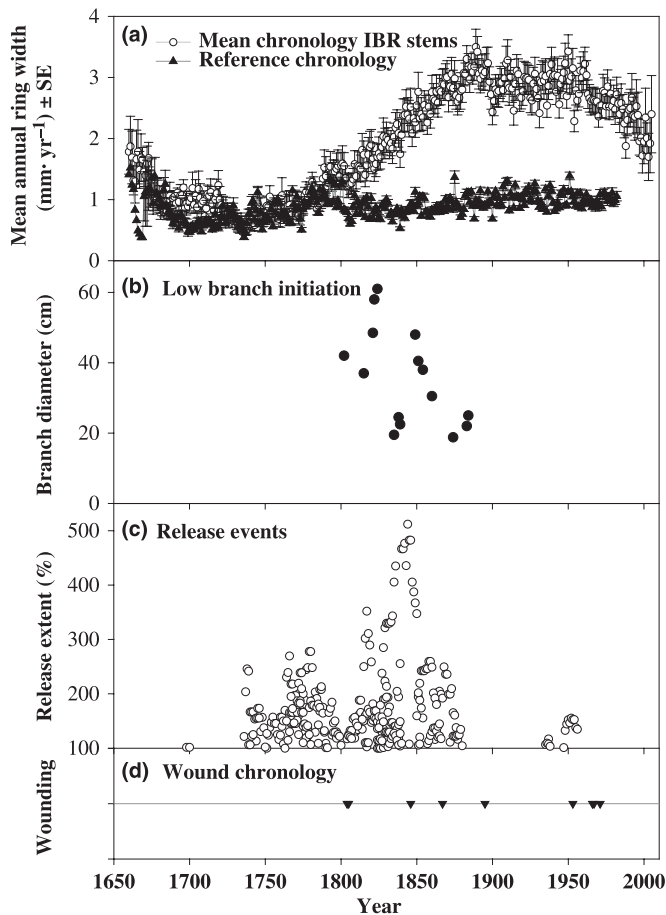 (a)
Mean chronology IBR stems
Reference chronology
Mean annual ring width
(mm· yr⁻¹) ± SE
4
3
2
1
0
(b) Low branch initiation
Branch diameter (cm)
60
40
20
0
(c) Release events
Release extent (%)
500
400
300
200
100
(d) Wound chronology
Wounding
1650 1700 1750 1800 1850 1900 1950 2000
Year